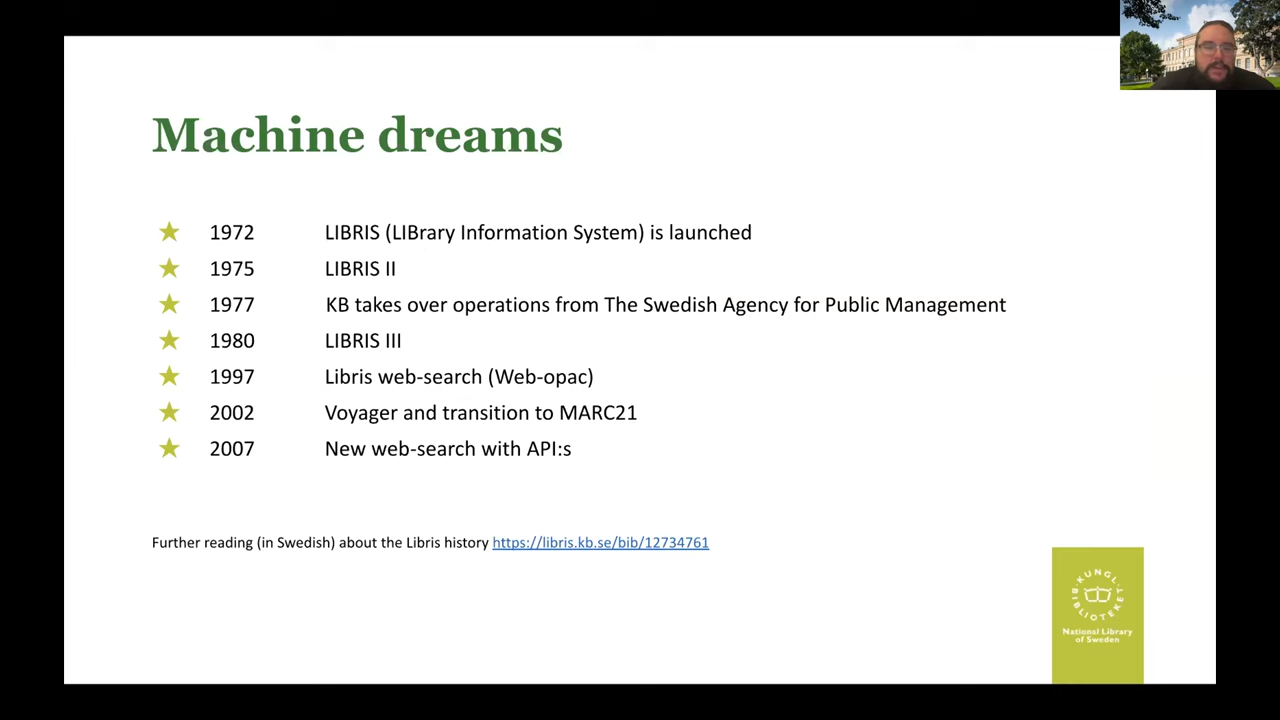 Machine dreams
★ 1972 LIBRIS (LIBrary Information System) is launched
★ 1975 LIBRIS II
★ 1977 KB takes over operations from The Swedish Agency for Public Management
★ 1980 LIBRIS III
★ 1997 Libris web-search (Web-opac)
★ 2002 Voyager and transition to MARC21
★ 2007 New web-search with API:s
Further reading (in Swedish) about the Libris history https://libris.kb.se/bib/12734761
KUNGL.
BIBLIOTEKET
National Library
of Sweden